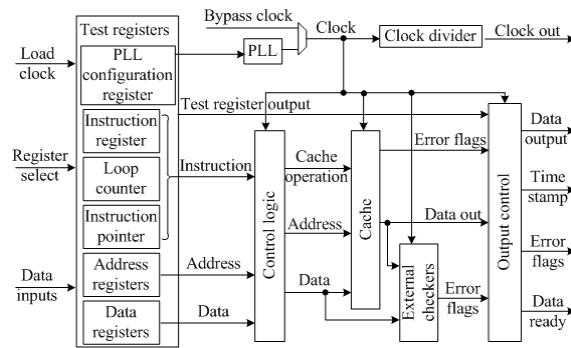 Bypass clock
Test registers
Clock
Clock divider
Clock out
Load
clock
PLL
configuration
register
PLL
Test register output
Instruction
register
Register
select
Loop
counter
Instruction
Instruction
pointer
Address
registers
Address
Data
inputs
Data
registers
Data
Control logic
Cache
operation
Address
Data
Cache
Error flags
Data out
External
checkers
Error
flags
Output control
Data
output
Time
stamp
Error
flags
Data
ready